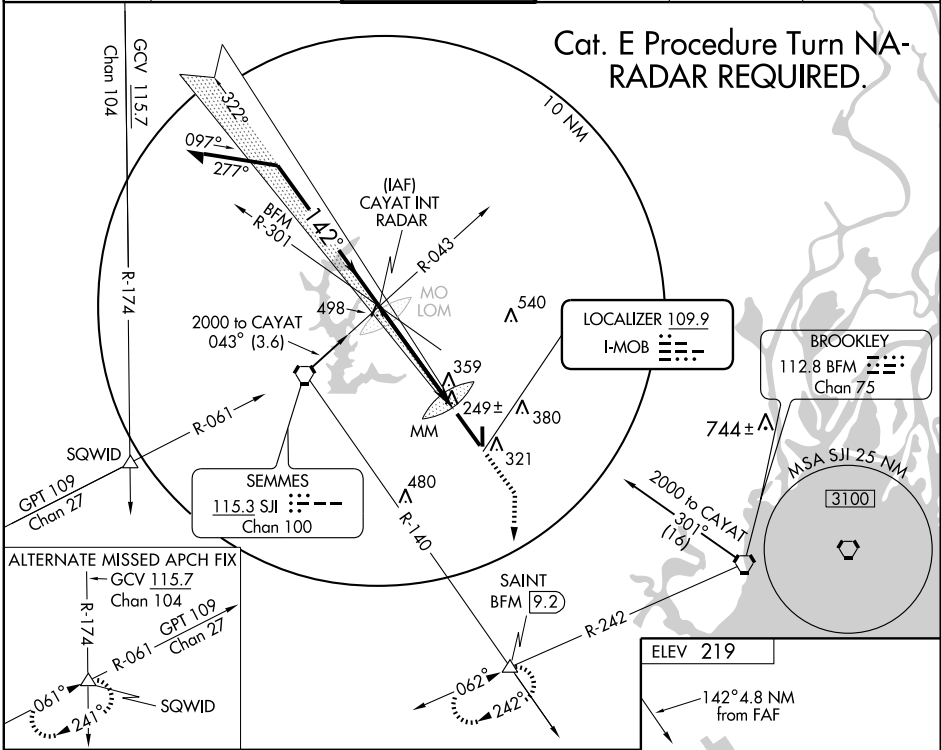 Cat. E Procedure Turn NA-
RADAR REQUIRED.
GCV 115.7
Chan 104
R-174
10 NM
322°
097°
277°
142°
BFM
R-301
(IAF)
CAYAT INT
RADAR
R-043
MO
LOM
498
2000 to CAYAT
043° (3.6)
540
LOCALIZER 109.9
I-MOB
BROOKLEY
112.8 BFM
Chan 75
359
249±
380
MM
321
744±
R-061
SQWID
GPT 109
Chan 27
SEMMES
115.3 SJI
Chan 100
480
R-140
MSA SJI 25 NM
3100
2000 to CAYAT
301°
(16)
ALTERNATE MISSED APCH FIX
GCV 115.7
Chan 104
R-174
GPT 109
R-061 Chan 27
061°
241°
SQWID
SAINT
BFM 9.2
R-242
062°
242°
ELEV 219
142° 4.8 NM
from FAF